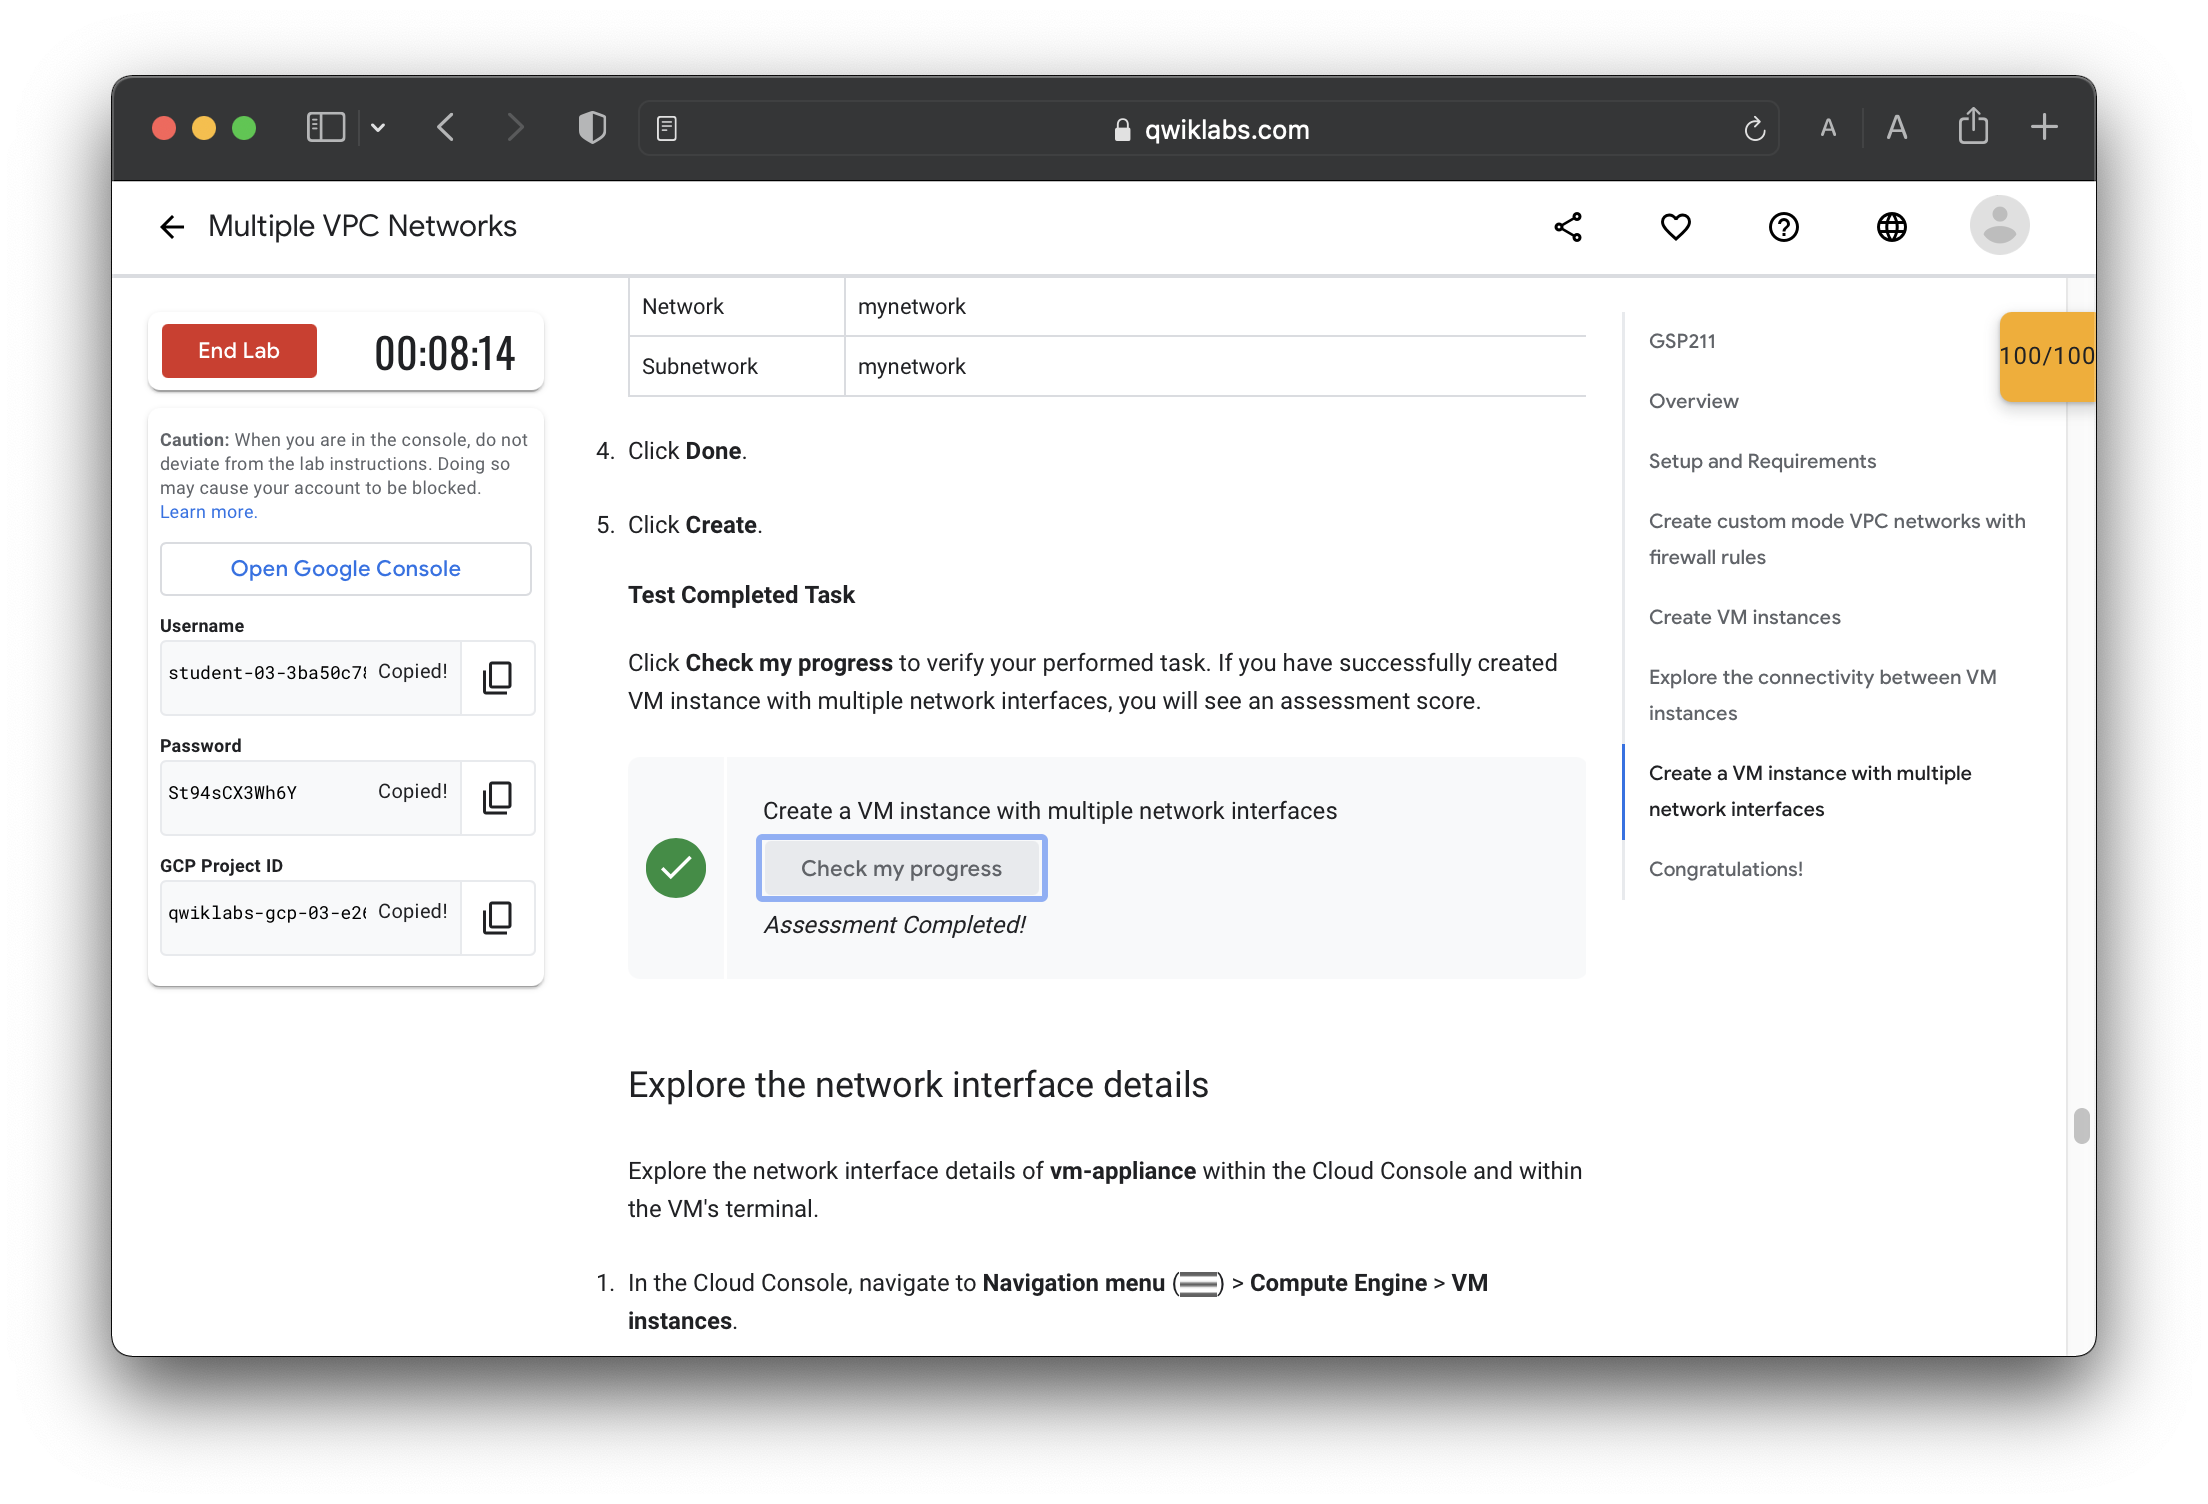 qwiklabs.com
A
A
Multiple VPC Networks
End Lab
00:08:14
Caution: When you are in the console, do not
deviate from the lab instructions. Doing so
may cause your account to be blocked.
Learn more.
Open Google Console
Username
student-03-3ba50c78 Copied!
Password
St94sCX3Wh6Y Copied!
GCP Project ID
qwiklabs-gcp-03-e26 Copied!
Network mynetwork
Subnetwork mynetwork
4. Click Done.
5. Click Create.
Test Completed Task
Click Check my progress to verify your performed task. If you have successfully created
VM instance with multiple network interfaces, you will see an assessment score.
Create a VM instance with multiple network interfaces
Check my progress
Assessment Completed!
Explore the network interface details
Explore the network interface details of vm-appliance within the Cloud Console and within
the VM's terminal.
1. In the Cloud Console, navigate to Navigation menu () > Compute Engine > VM
instances.
GSP211
Overview
Setup and Requirements
Create custom mode VPC networks with
firewall rules
Create VM instances
Explore the connectivity between VM
instances
Create a VM instance with multiple
network interfaces
Congratulations!
100/100